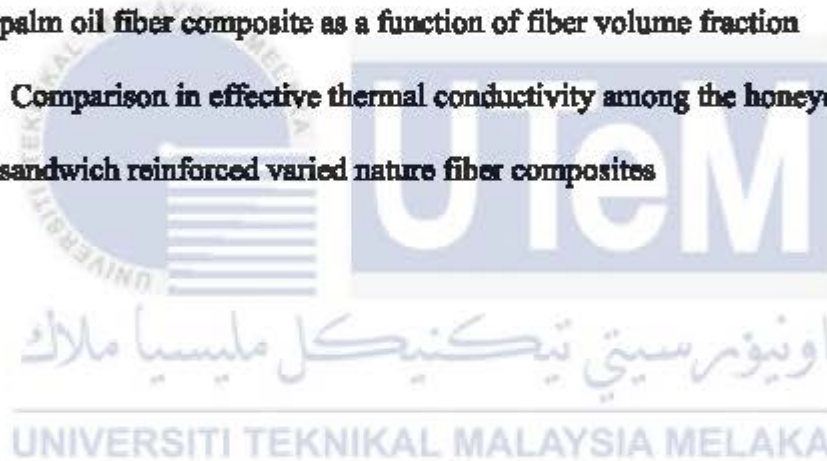 palm oil fiber composite as a function of fiber volume fraction
Comparison in effective thermal conductivity among the honey
sandwich reinforced varied nature fiber composites
UTeM
اونيۏرسيتي تيكنيكل مليسيا ملاك
UNIVERSITI TEKNIKAL MALAYSIA MELAKA